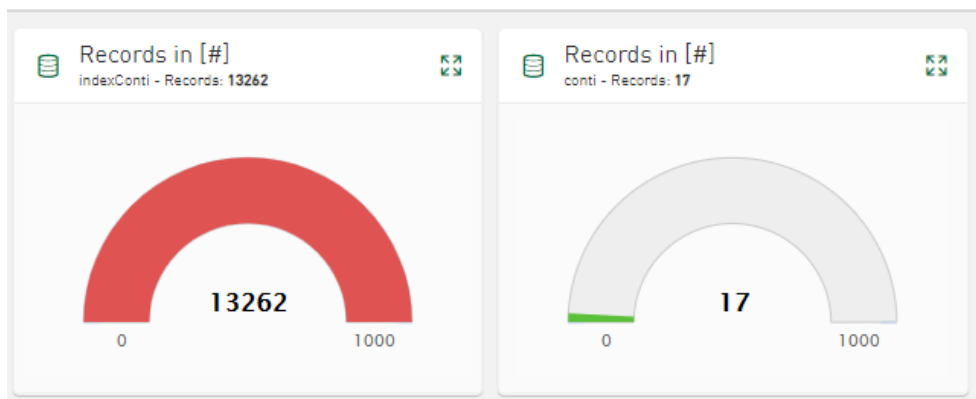 Records in [#]
indexConti - Records: 13262
13262
0
1000
Records in [#]
conti - Records: 17
17
0
1000